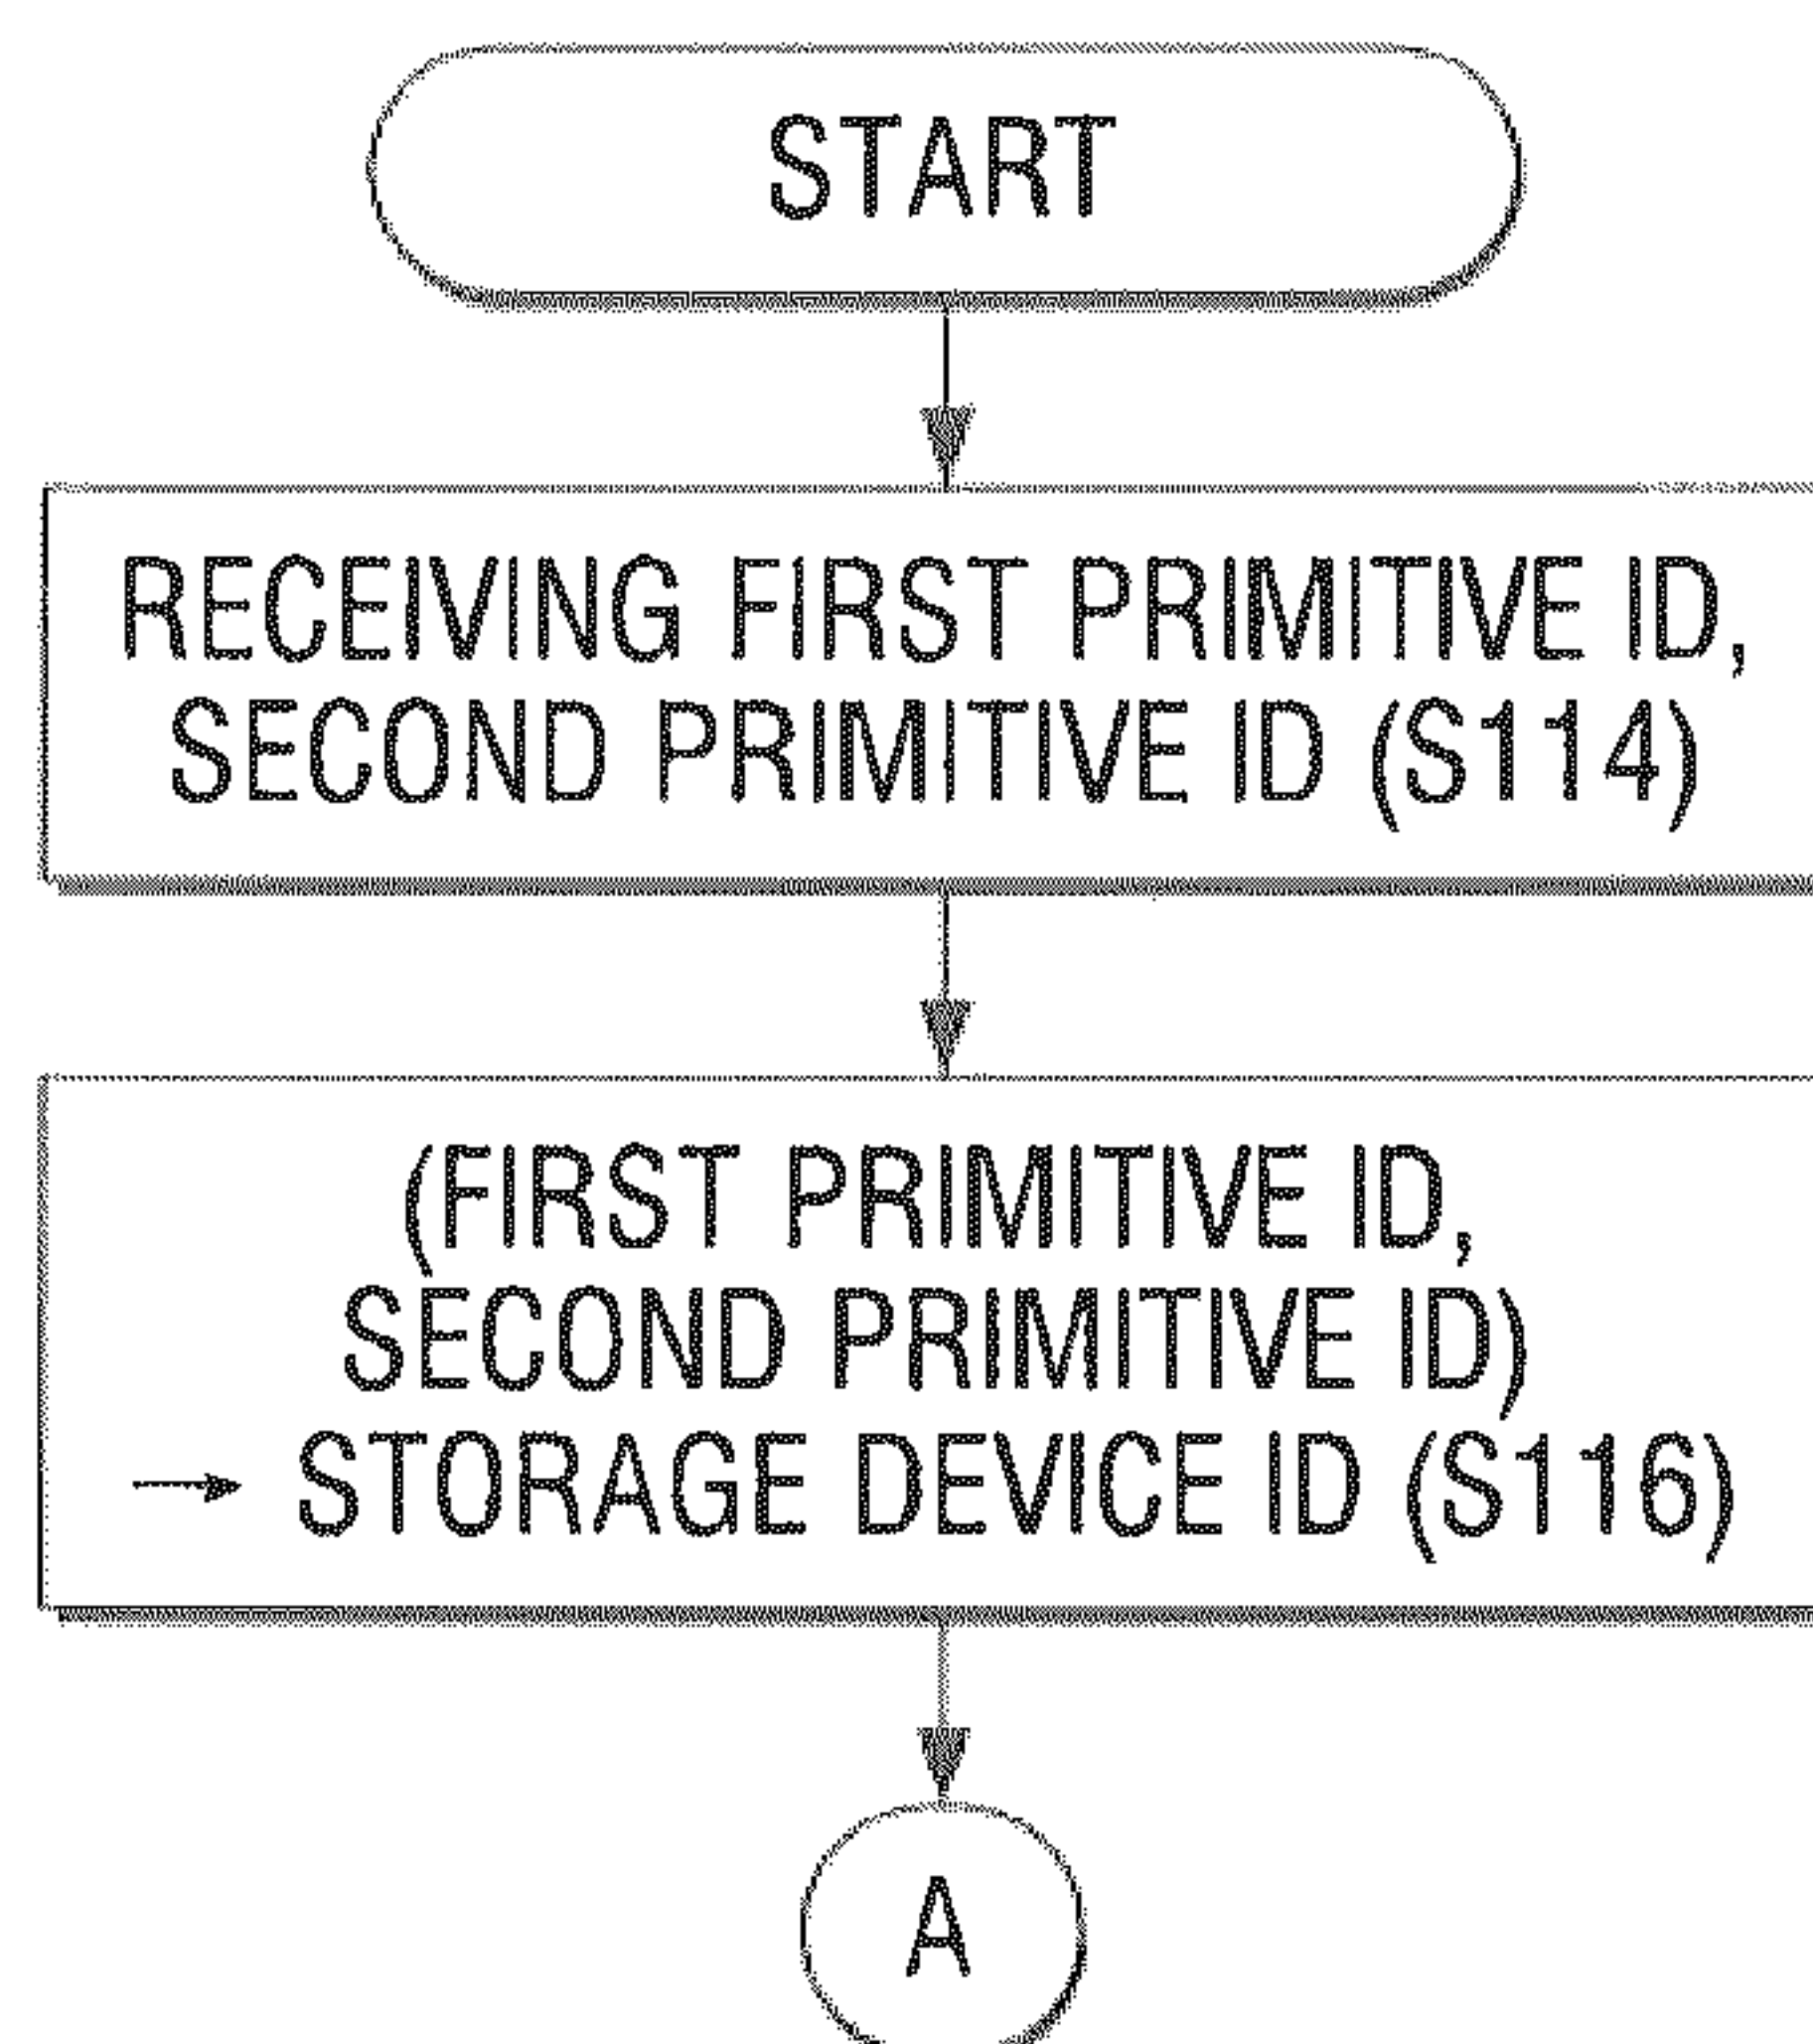 START
RECEIVING FIRST PRIMITIVE ID,
SECOND PRIMITIVE ID (S114)
(FIRST PRIMITIVE ID,
SECOND PRIMITIVE ID)
→ STORAGE DEVICE ID (S116)
A